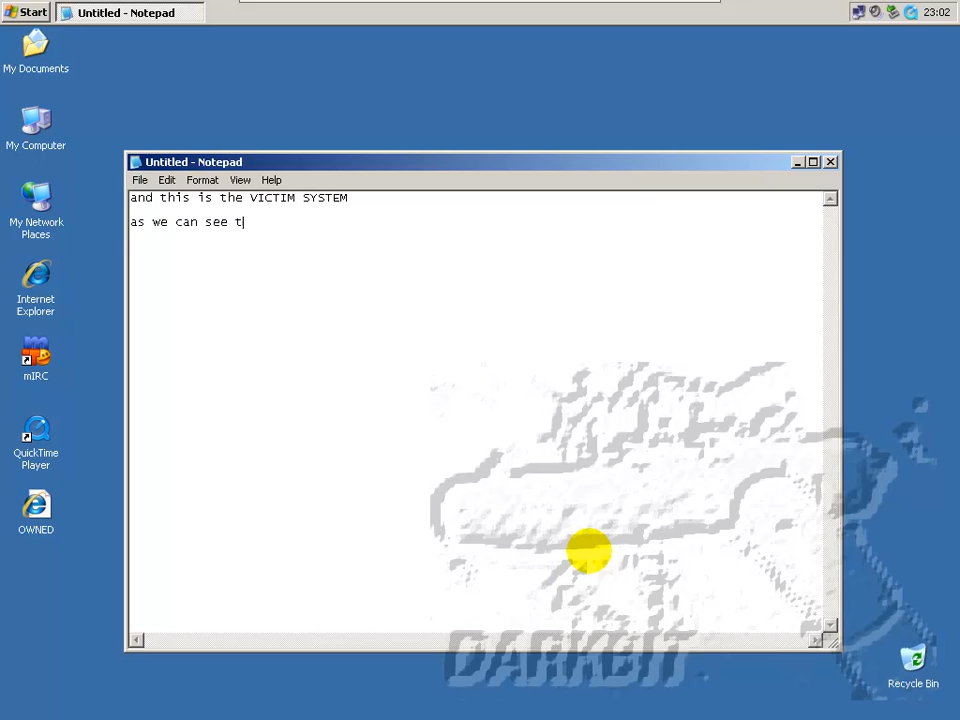 Start
Untitled - Notepad
23:02
My Documents
My Computer
My Network
Places
Internet
Explorer
mIRC
QuickTime
Player
OWNED
Untitled - Notepad
File Edit Format View Help
and this is the VICTIM SYSTEM
as we can see t
DARKBIT
Recycle Bin